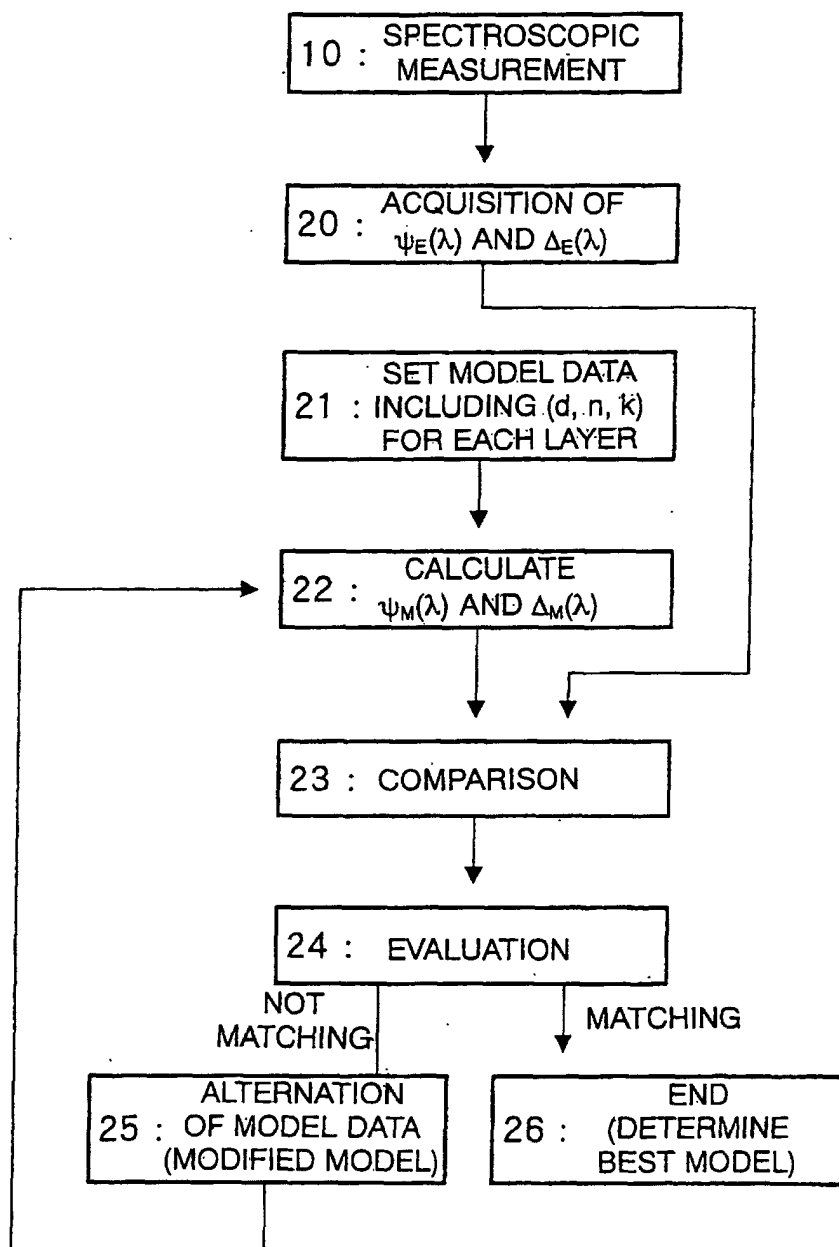 10 : SPECTROSCOPIC
MEASUREMENT
20 : ACQUISITION OF
ψE(λ) AND ΔE(λ)
21 : SET MODEL DATA
INCLUDING (d, n, k)
FOR EACH LAYER
22 : CALCULATE
ψM(λ) AND ΔM(λ)
23 : COMPARISON
24 : EVALUATION
NOT
MATCHING
MATCHING
25 : ALTERNATION
OF MODEL DATA
(MODIFIED MODEL)
26 : END
(DETERMINE
BEST MODEL)